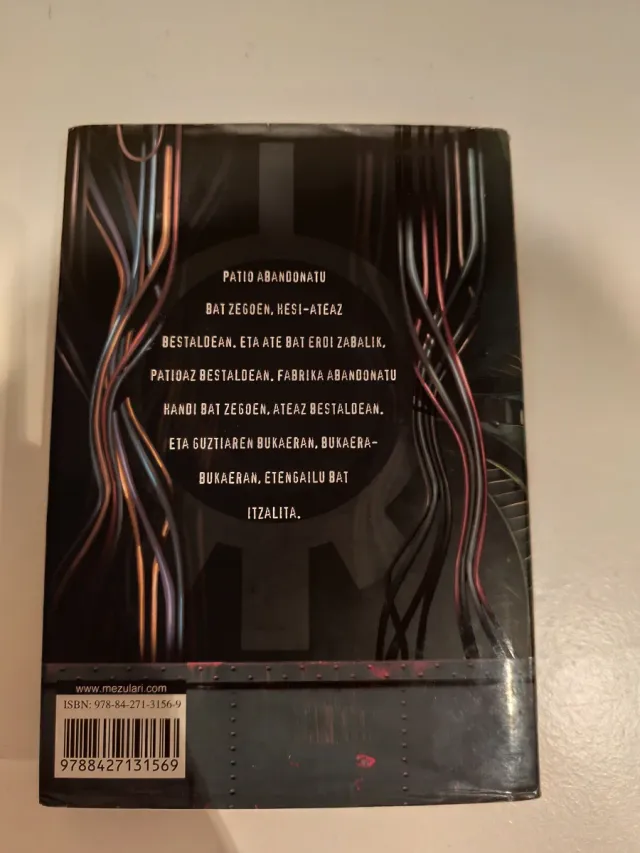 PATIO ABANDONATU
BAT ZEGOEN, HESI-ATEAZ
BESTALDEAN. ETA ATE BAT ERDI ZABALIK,
PATIOAZ BESTALDEAN. FABRIKA ABANDONATU
HANDI BAT ZEGOEN, ATEAZ BESTALDEAN.
ETA GUZTIAREN BUKAERAN, BUKAERA-
BUKAERAN, ETENGAILU BAT
ITZALITA.
www.mezulari.com
ISBN: 978-84-271-3156-9
9788427131569